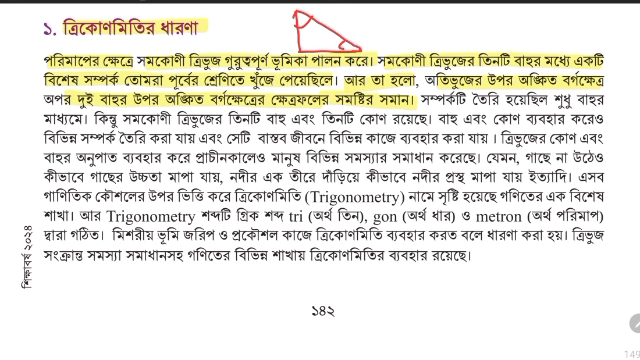 ১. ত্রিকোণমিতির ধারণা
পরিমাপের ক্ষেত্রে সমকোণী ত্রিভুজ গুরুত্বপূর্ণ ভূমিকা পালন করে। সমকোণী ত্রিভুজের তিনটি বাহুর মধ্যে একটি
বিশেষ সম্পর্ক তোমরা পূর্বের শ্রেণিতে খুঁজে পেয়েছিলে। আর তা হলো, অতিভুজের উপর অঙ্কিত বর্গক্ষেত্র
অপর দুই বাহুর উপর অঙ্কিত বর্গক্ষেত্রের ক্ষেত্রফলের সমষ্টির সমান। সম্পর্কটি তৈরি হয়েছিল শুধু বাহুর
মাধ্যমে। কিন্তু সমকোণী ত্রিভুজের তিনটি বাহু এবং তিনটি কোণ রয়েছে। বাহু এবং কোণ ব্যবহার করেও
বিভিন্ন সম্পর্ক তৈরি করা যায় এবং সেটি বাস্তব জীবনে বিভিন্ন কাজে ব্যবহার করা যায়। ত্রিভুজের কোণ এবং
বাহুর অনুপাত ব্যবহার করে প্রাচীনকালেও মানুষ বিভিন্ন সমস্যার সমাধান করেছে। যেমন, গাছে না উঠেও
কীভাবে গাছের উচ্চতা মাপা যায়, নদীর এক তীরে দাঁড়িয়ে কীভাবে নদীর প্রস্থ মাপা যায় ইত্যাদি। এসব
গাণিতিক কৌশলের উপর ভিত্তি করে ত্রিকোণমিতি (Trigonometry) নামে সৃষ্টি হয়েছে গণিতের এক বিশেষ
শাখা। আর Trigonometry শব্দটি গ্রিক শব্দ tri (অর্থ তিন), gon (অর্থ ধার) ও metron (অর্থ পরিমাপ)
দ্বারা গঠিত। মিশরীয় ভূমি জরিপ ও প্রকৌশল কাজে ত্রিকোণমিতি ব্যবহার করত বলে ধারণা করা হয়। ত্রিভুজ
সংক্রান্ত সমস্যা সমাধানসহ গণিতের বিভিন্ন শাখায় ত্রিকোণমিতির ব্যবহার রয়েছে।
শিক্ষাবর্ষ ২০২৪
১৪২
149